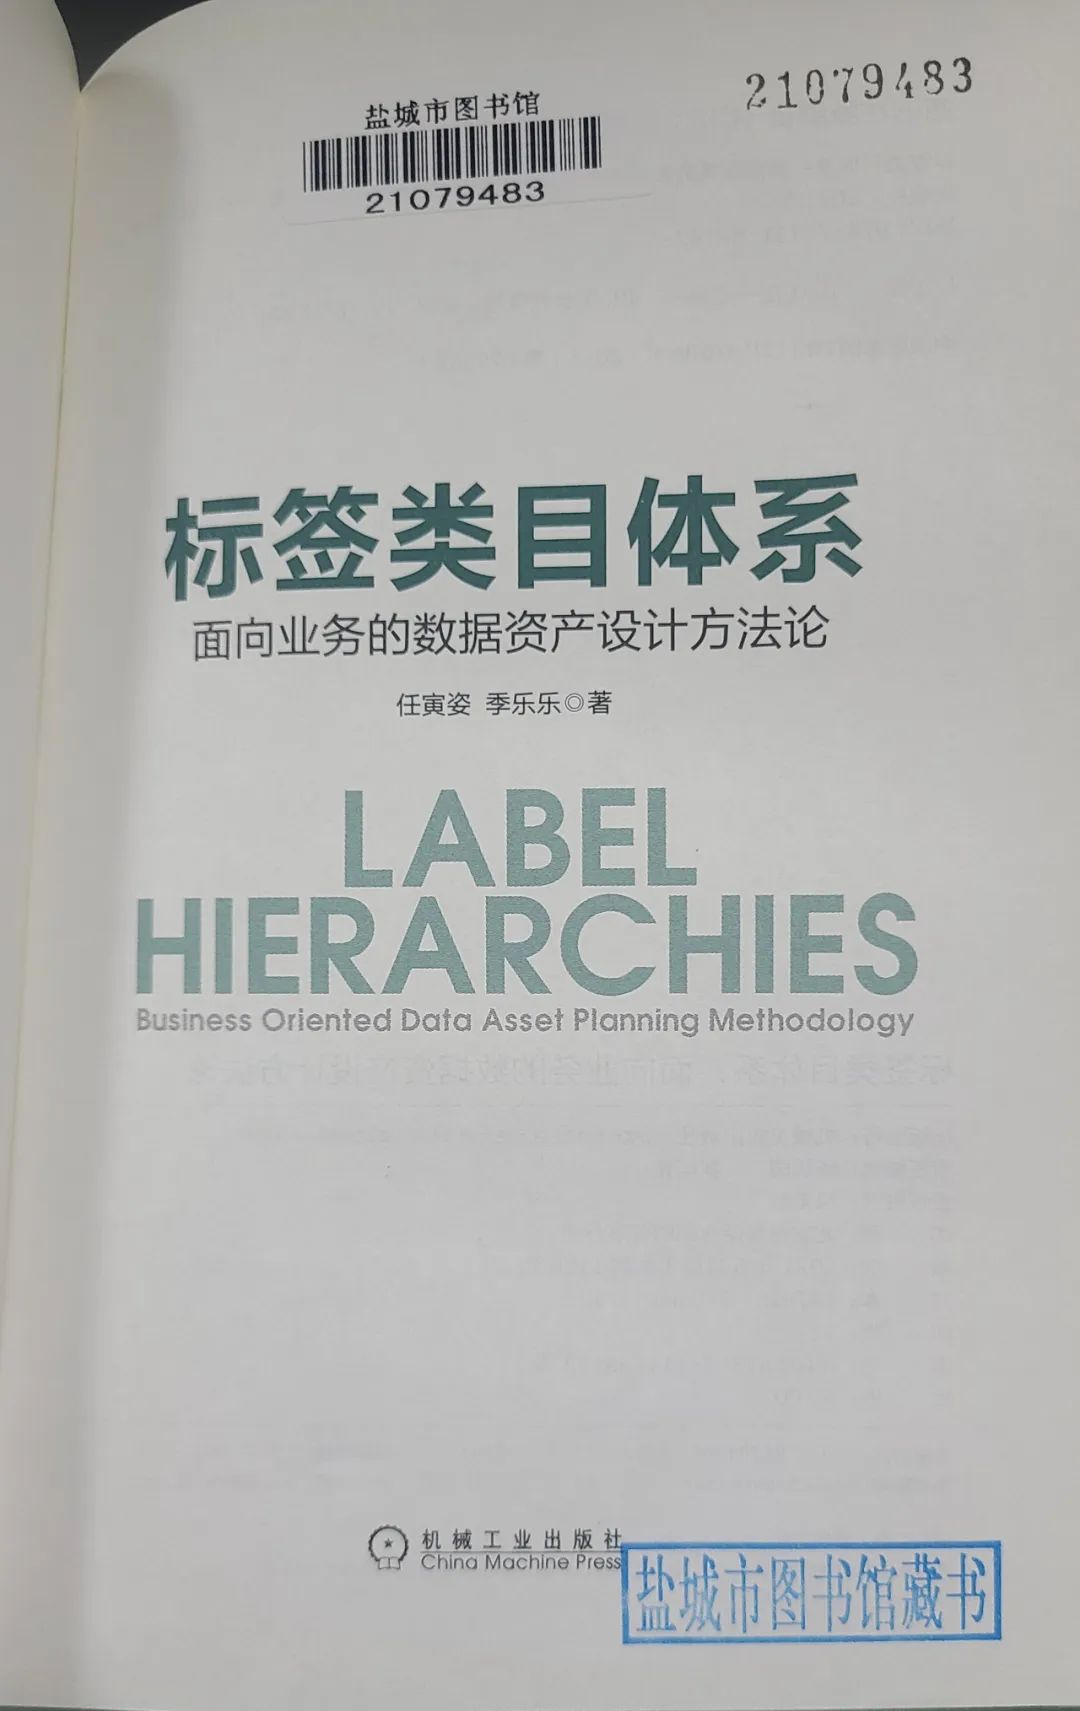 21079483
盐城市图书馆
21079483
标签类目体系
面向业务的数据资产设计方法论
任寅姿 季乐乐◎著
LABEL
HIERARCHIES
Business Oriented Data Asset Planning Methodology
机械工业出版社
China Machine Press
盐城市图书馆藏书